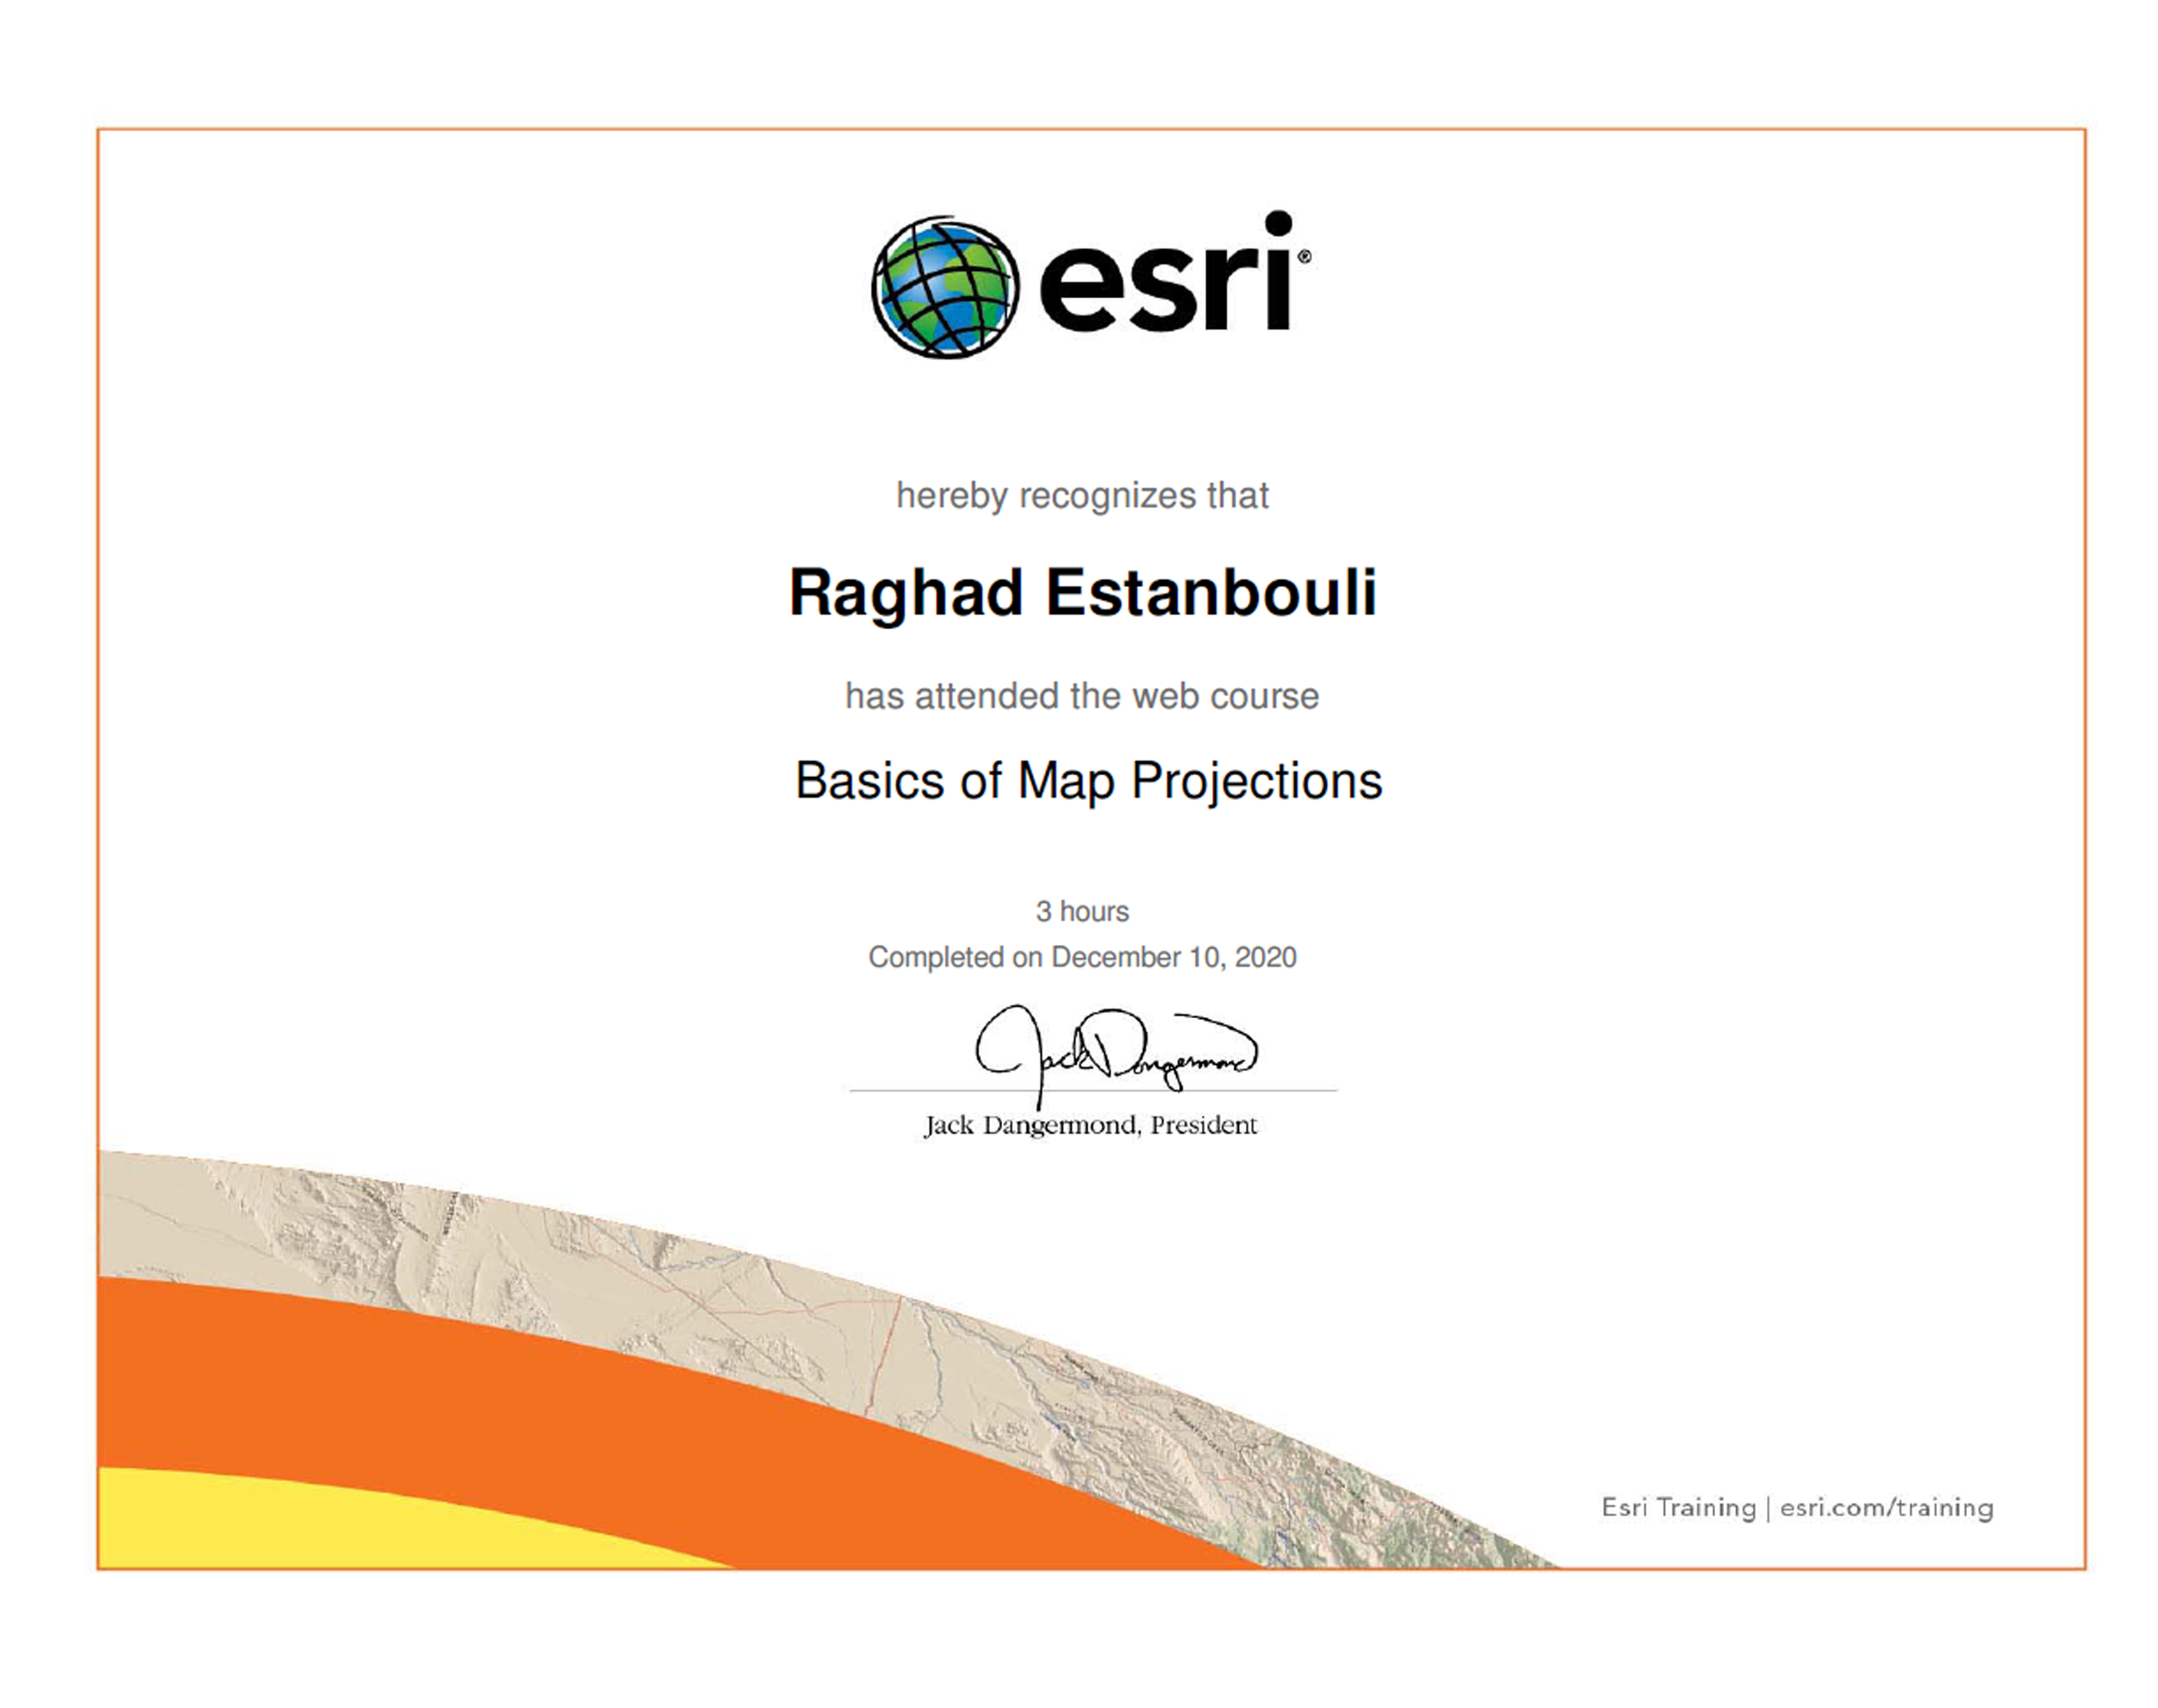 esri®
hereby recognizes that
Raghad Estanbouli
has attended the web course
Basics of Map Projections
3 hours
Completed on December 10, 2020
Jack Dangermond
Jack Dangermond, President
Esri Training | esri.com/training